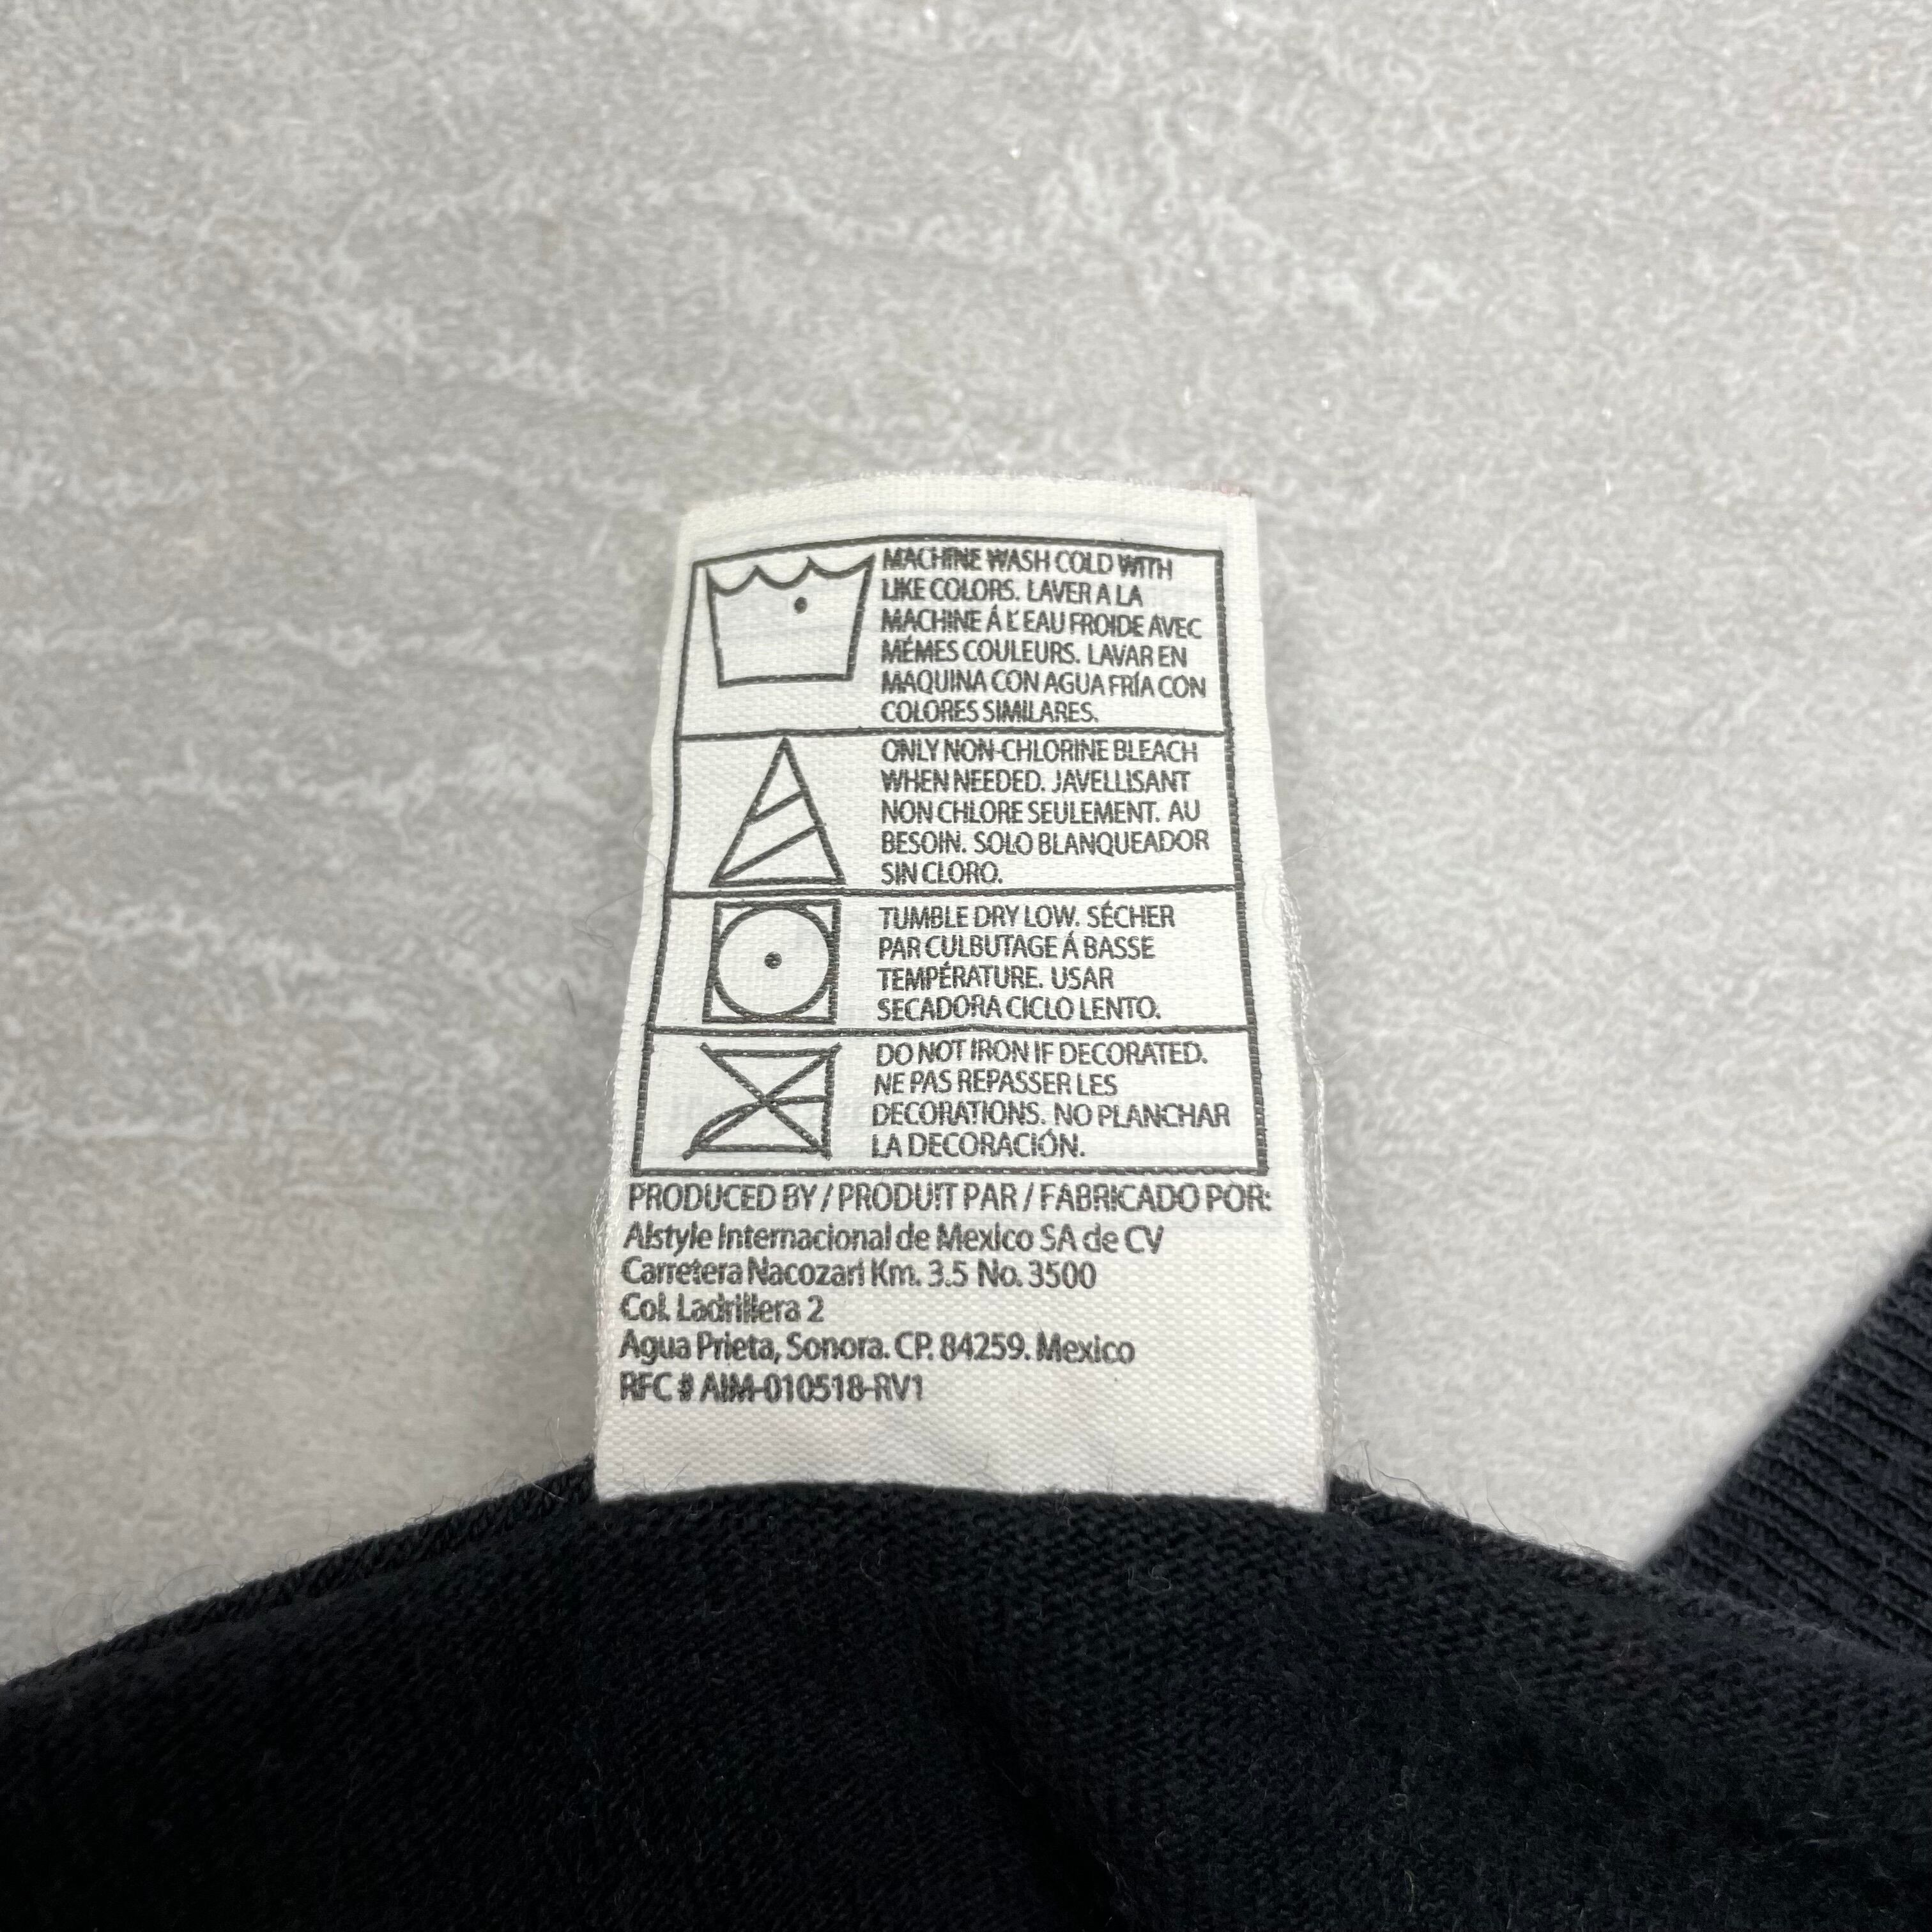 MACHINE WASH COLD WITH
LIKE COLORS. LAVER A LA
MACHINE Á L'EAU FROIDE AVEC
MÉMES COULEURS. LAVAR EN
MAQUINA CON AGUA FRÍA CON
COLORES SIMILARES.
ONLY NON-CHLORINE BLEACH
WHEN NEEDED. JAVELLISANT
NON CHLORE SEULEMENT. AU
BESOIN. SOLO BLANQUEADOR
SIN CLORO.
TUMBLE DRY LOW. SÉCHER
PAR CULBUTAGE Á BASSE
TEMPÉRATURE. USAR
SECADORA CICLO LENTO.
DO NOT IRON IF DECORATED.
NE PAS REPASSER LES
DECORATIONS. NO PLANCHAR
LA DECORACIÓN.
PRODUCED BY / PRODUIT PAR / FABRICADO POR:
Alstyle Internacional de Mexico SA de CV
Carretera Nacozari Km. 3.5 No. 3500
Col. Ladrillera 2
Agua Prieta, Sonora. CP. 84259. Mexico
RFC # AIM-010518-RV1